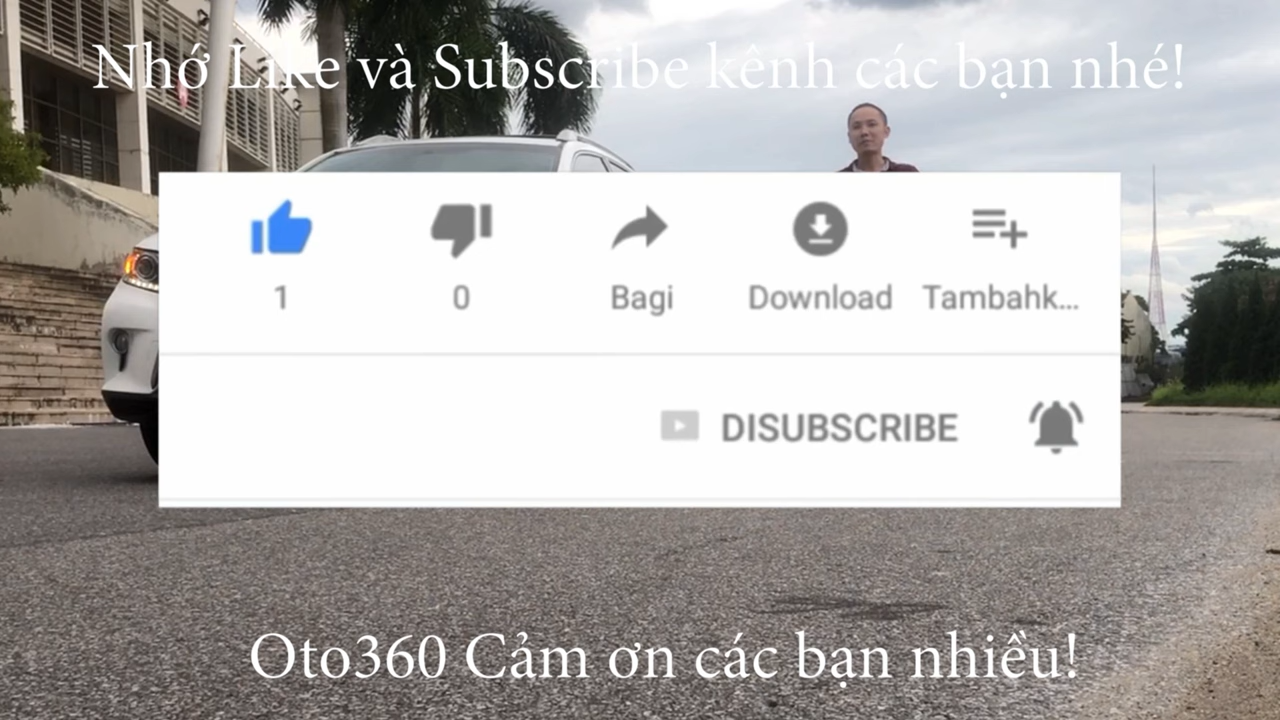 Nhớ Like và Subscribe kênh các bạn nhé!
1 0 Bagi Download Tambahk...
DISUBSCRIBE
Oto360 Cảm ơn các bạn nhiều!